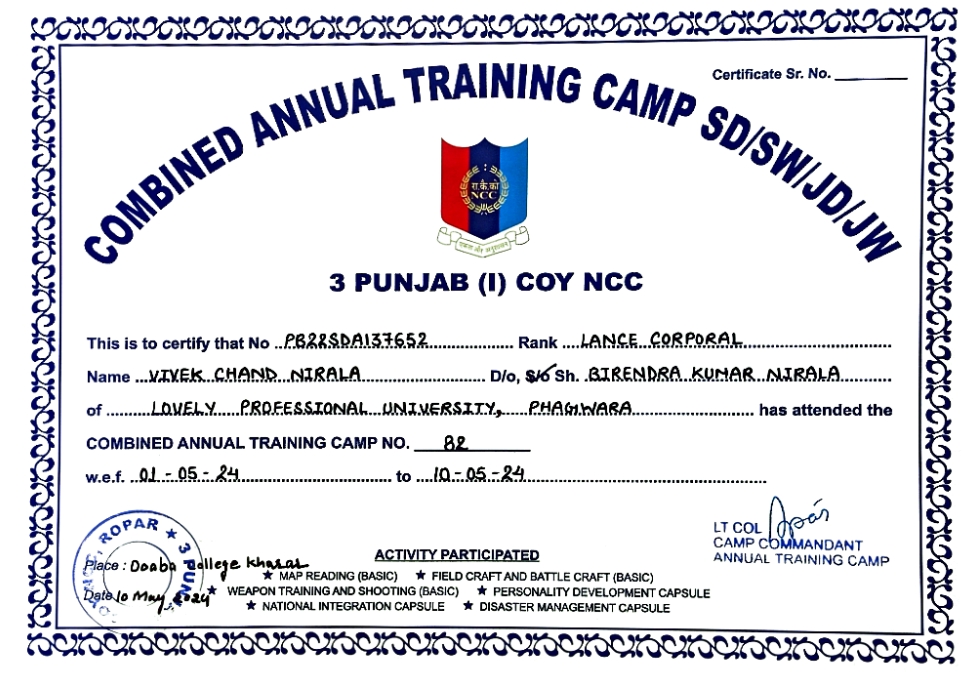 Certificate Sr. No. ________
COMBINED ANNUAL TRAINING CAMP SD/SW/JD/JW
रा.कै.को
NCC
एकता और अनुशासन
3 PUNJAB (I) COY NCC
This is to certify that No PB22SDA137652 Rank LANCE CORPORAL
Name VIVEK CHAND NIRALA D/o, S/o Sh. BIRENDRA KUMAR NIRALA
of LOVELY PROFESSIONAL UNIVERSITY, PHAGWARA has attended the
COMBINED ANNUAL TRAINING CAMP NO. 82
w.e.f. 01-05-24 to 10-05-24
LT COL
CAMP COMMANDANT
ANNUAL TRAINING CAMP
ROPAR ★ 3 PUN
Place : Doaba College Kharar
Date 10 May, 2024
ACTIVITY PARTICIPATED
★ MAP READING (BASIC) ★ FIELD CRAFT AND BATTLE CRAFT (BASIC)
★ WEAPON TRAINING AND SHOOTING (BASIC) ★ PERSONALITY DEVELOPMENT CAPSULE
★ NATIONAL INTEGRATION CAPSULE ★ DISASTER MANAGEMENT CAPSULE